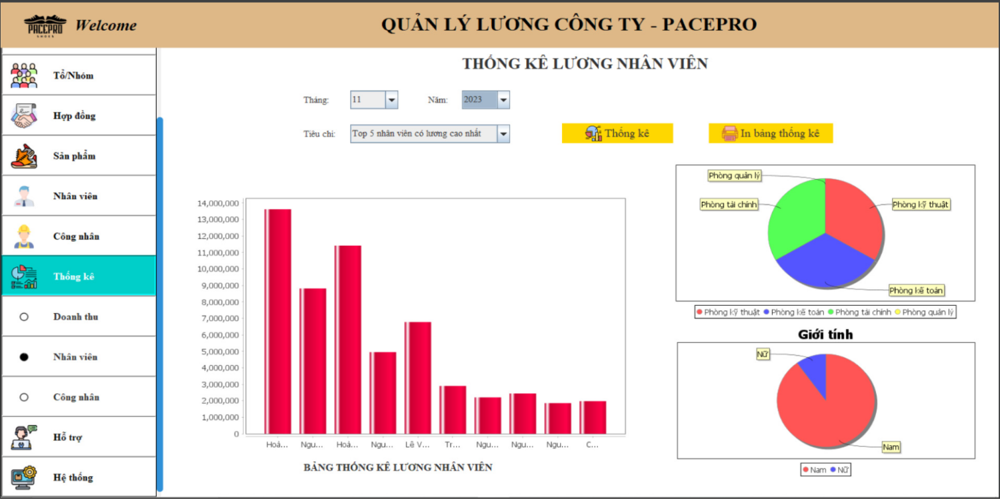 PACEPRO
SHOES
Welcome
QUẢN LÝ LƯƠNG CÔNG TY - PACEPRO
Tổ/Nhóm
Hợp đồng
Sản phẩm
Nhân viên
Công nhân
Thống kê
Doanh thu
Nhân viên
Công nhân
Hỗ trợ
Hệ thống
THỐNG KÊ LƯƠNG NHÂN VIÊN
Tháng: 11 Năm: 2023
Tiêu chí: Top 5 nhân viên có lương cao nhất Thống kê In bảng thống kê
14,000,000
13,000,000
12,000,000
11,000,000
10,000,000
9,000,000
8,000,000
7,000,000
6,000,000
5,000,000
4,000,000
3,000,000
2,000,000
1,000,000
0
Hoà... Ngu... Hoà... Ngu... Lê V... Tr... Ngu... Ngu... Ngu... C...
BẢNG THỐNG KÊ LƯƠNG NHÂN VIÊN
Phòng quản lý
Phòng tài chính
Phòng kỹ thuật
Phòng kế toán
Phòng kỹ thuật Phòng kế toán Phòng tài chính Phòng quản lý
Giới tính
Nữ
Nam
Nam Nữ